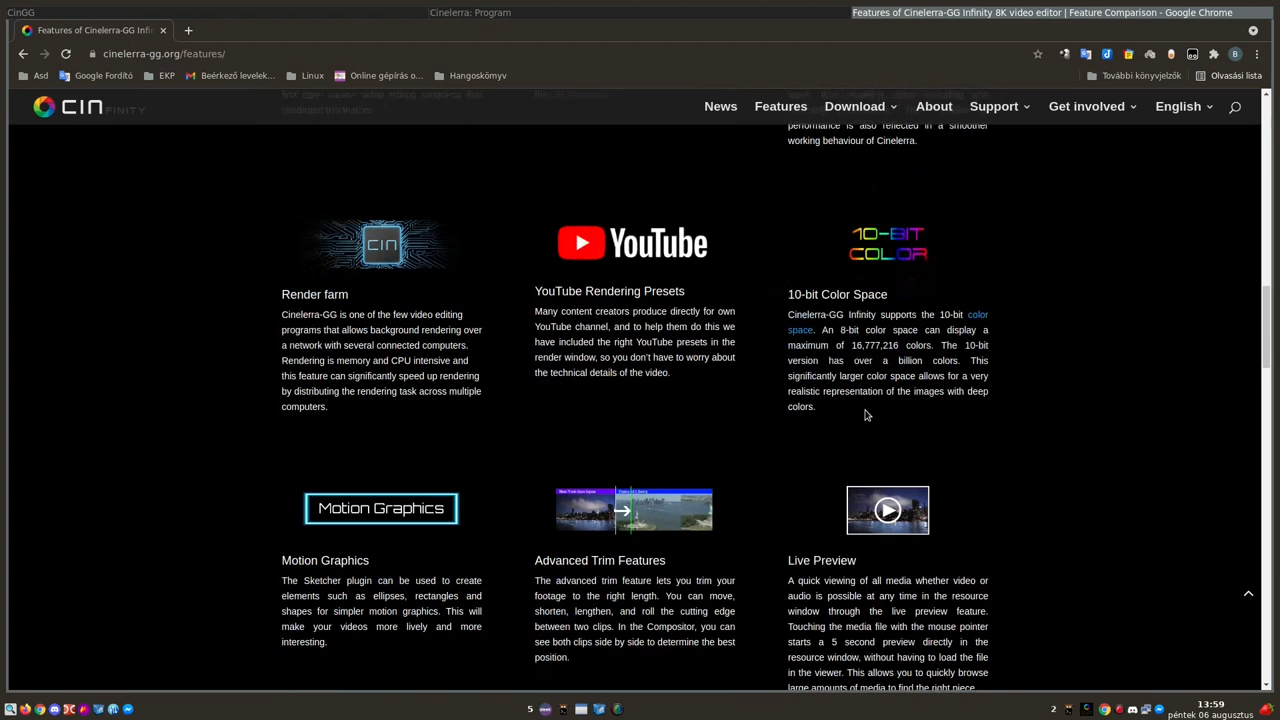 CinGG
Cinelerra: Program
Features of Cinelerra-GG Infinity 8K video editor | Feature Comparison - Google Chrome
Features of Cinelerra-GG Infin
cinelerra-gg.org/features/
B
Asd
Google Fordító
EKP
Beérkező levelek...
Linux
Online gépírás o...
Hangoskönyv
További könyvjelzők
Olvasási lista
CINFINITY
News
Features
Download
About
Support
Get involved
English
performance is also reflected in a smoother
working behaviour of Cinelerra.
CIN
Render farm
Cinelerra-GG is one of the few video editing
programs that allows background rendering over
a network with several connected computers.
Rendering is memory and CPU intensive and
this feature can significantly speed up rendering
by distributing the rendering task across multiple
computers.
YouTube
YouTube Rendering Presets
Many content creators produce directly for own
YouTube channel, and to help them do this we
have included the right YouTube presets in the
render window, so you don't have to worry about
the technical details of the video.
10-BIT
COLOR
10-bit Color Space
Cinelerra-GG Infinity supports the 10-bit color
space. An 8-bit color space can display a
maximum of 16,777,216 colors. The 10-bit
version has over a billion colors. This
significantly larger color space allows for a very
realistic representation of the images with deep
colors.
Motion Graphics
Motion Graphics
The Sketcher plugin can be used to create
elements such as ellipses, rectangles and
shapes for simpler motion graphics. This will
make your videos more lively and more
interesting.
Advanced Trim Features
The advanced trim feature lets you trim your
footage to the right length. You can move,
shorten, lengthen, and roll the cutting edge
between two clips. In the Compositor, you can
see both clips side by side to determine the best
position.
Live Preview
A quick viewing of all media whether video or
audio is possible at any time in the resource
window through the live preview feature.
Touching the media file with the mouse pointer
starts a 5 second preview directly in the
resource window, without having to load the file
in the viewer. This allows you to quickly browse
large amounts of media to find the right piece
5
2
13:59
péntek 06 augusztus